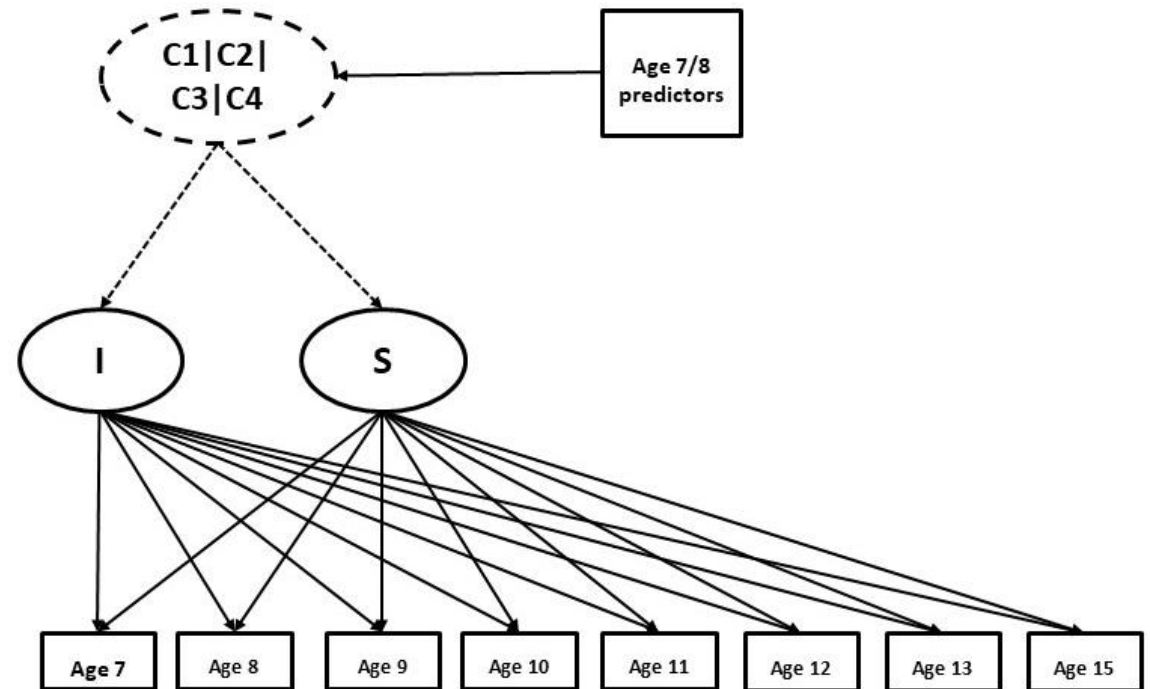 C1|C2|
C3|C4
Age 7/8
predictors
I
S
Age 7
Age 8
Age 9
Age 10
Age 11
Age 12
Age 13
Age 15